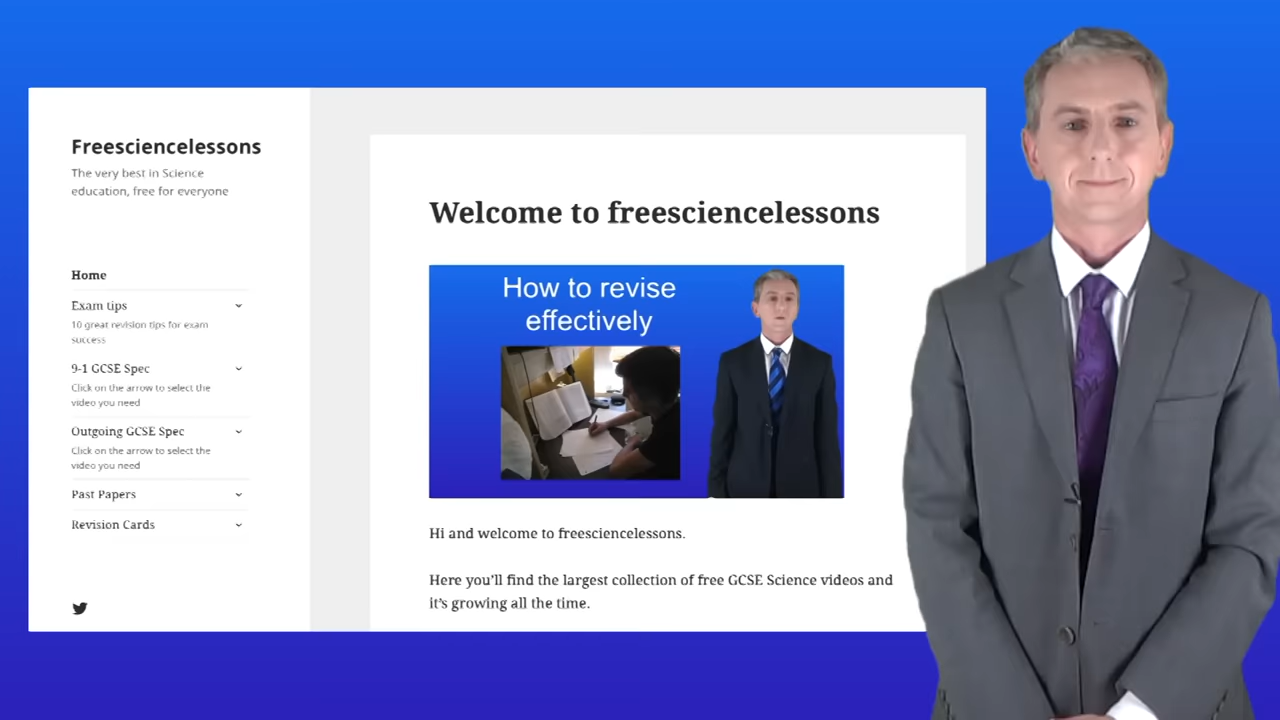 Freesciencelessons
The very best in Science
education, free for everyone
Home
Exam tips
10 great revision tips for exam
success
9-1 GCSE Spec
Click on the arrow to select the
video you need
Outgoing GCSE Spec
Click on the arrow to select the
video you need
Past Papers
Revision Cards
Welcome to freesciencelessons
How to revise
effectively
Hi and welcome to freesciencelessons.
Here you’ll find the largest collection of free GCSE Science videos and
it’s growing all the time.